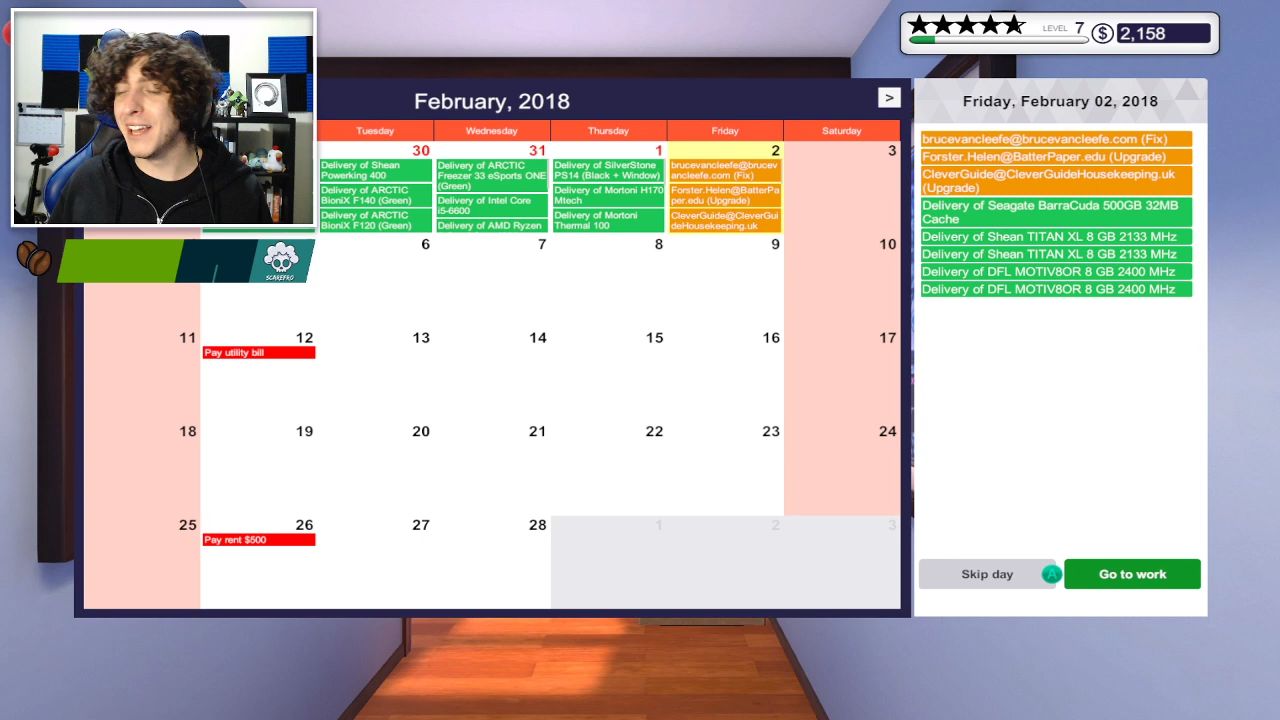 LEVEL 7
$ 2,158
February, 2018
>
Tuesday
Wednesday
Thursday
Friday
Saturday
30
Delivery of Shean
Powerking 400
Delivery of ARCTIC
BioniX F140 (Green)
Delivery of ARCTIC
BioniX F120 (Green)
31
Delivery of ARCTIC
Freezer 33 eSports ONE
(Green)
Delivery of Intel Core
i5-6600
Delivery of AMD Ryzen
1
Delivery of SilverStone
PS14 (Black + Window)
Delivery of Mortoni H170
Mtech
Delivery of Mortoni
Thermal 100
2
brucevancleefe@brucev
ancleefe.com (Fix)
Forster.Helen@BatterPa
per.edu (Upgrade)
CleverGuide@CleverGui
deHousekeeping.uk
3
6
7
8
9
10
11
12
Pay utility bill
13
14
15
16
17
18
19
20
21
22
23
24
25
26
Pay rent $500
27
28
1
2
3
SCAREFRO
Friday, February 02, 2018
brucevancleefe@brucevancleefe.com (Fix)
Forster.Helen@BatterPaper.edu (Upgrade)
CleverGuide@CleverGuideHousekeeping.uk
(Upgrade)
Delivery of Seagate BarraCuda 500GB 32MB
Cache
Delivery of Shean TITAN XL 8 GB 2133 MHz
Delivery of Shean TITAN XL 8 GB 2133 MHz
Delivery of DFL MOTIV8OR 8 GB 2400 MHz
Delivery of DFL MOTIV8OR 8 GB 2400 MHz
Skip day
A
Go to work